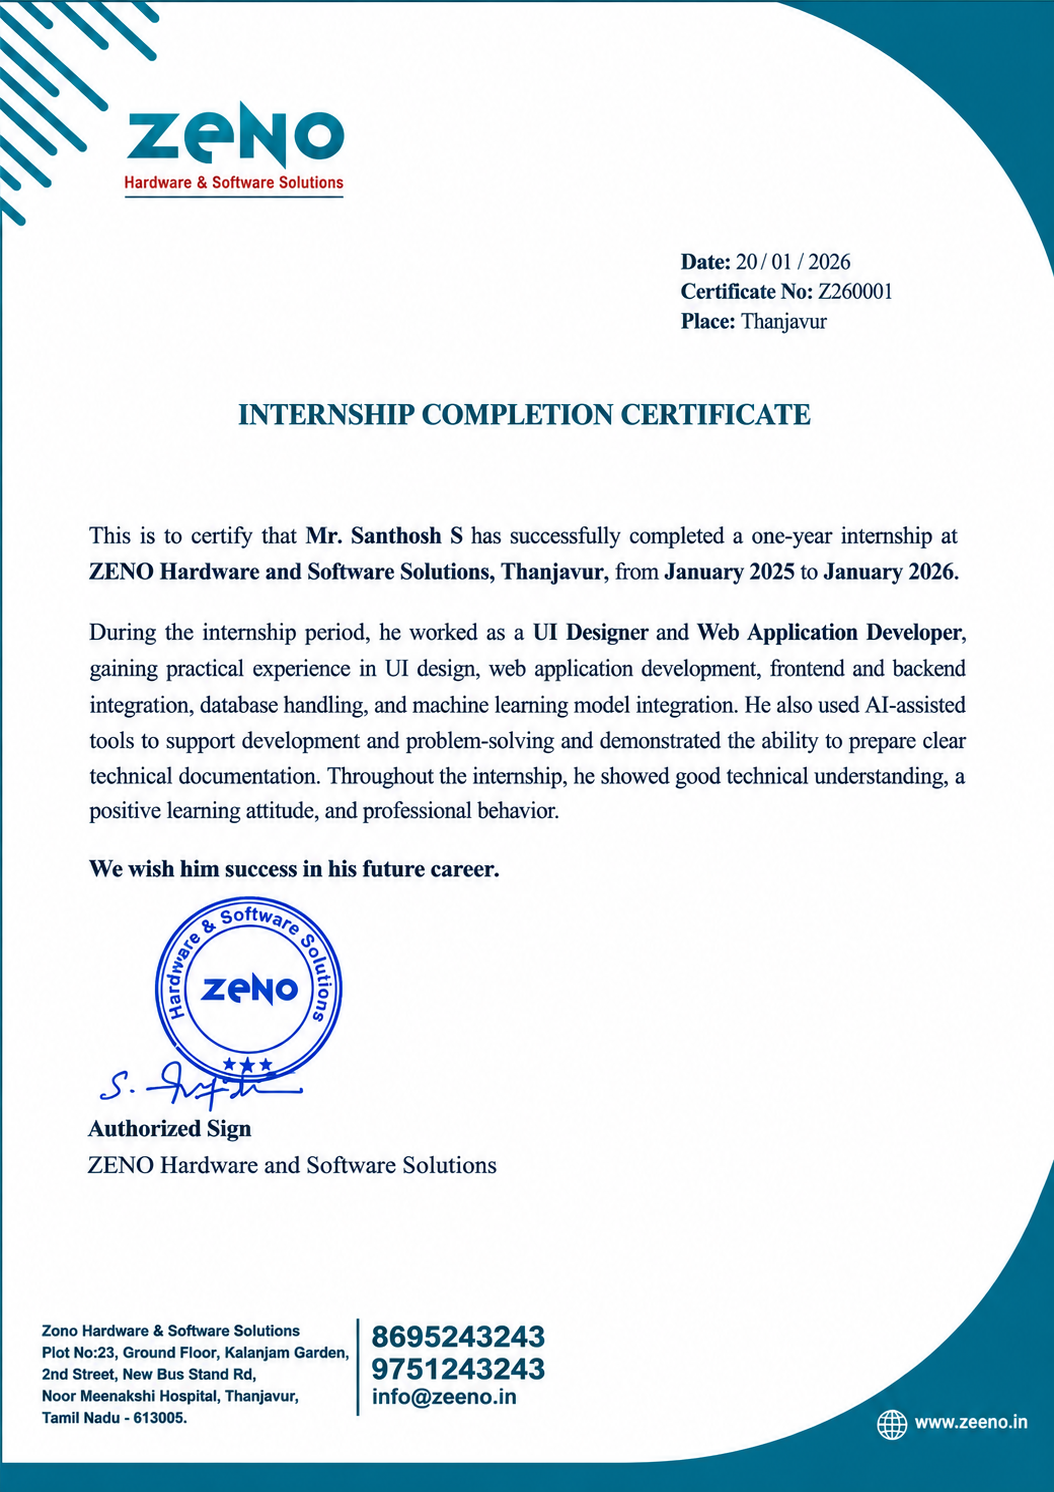 ZENO
Hardware & Software Solutions
Date: 20 / 01 / 2026
Certificate No: Z260001
Place: Thanjavur
INTERNSHIP COMPLETION CERTIFICATE
This is to certify that Mr. Santhosh S has successfully completed a one-year internship at
ZENO Hardware and Software Solutions, Thanjavur, from January 2025 to January 2026.
During the internship period, he worked as a UI Designer and Web Application Developer,
gaining practical experience in UI design, web application development, frontend and backend
integration, database handling, and machine learning model integration. He also used AI-assisted
tools to support development and problem-solving and demonstrated the ability to prepare clear
technical documentation. Throughout the internship, he showed good technical understanding, a
positive learning attitude, and professional behavior.
We wish him success in his future career.
Hardware & Software Solutions
ZENO
S.
Authorized Sign
ZENO Hardware and Software Solutions
Zono Hardware & Software Solutions
Plot No:23, Ground Floor, Kalanjam Garden,
2nd Street, New Bus Stand Rd,
Noor Meenakshi Hospital, Thanjavur,
Tamil Nadu - 613005.
8695243243
9751243243
info@zeeno.in
www.zeeno.in